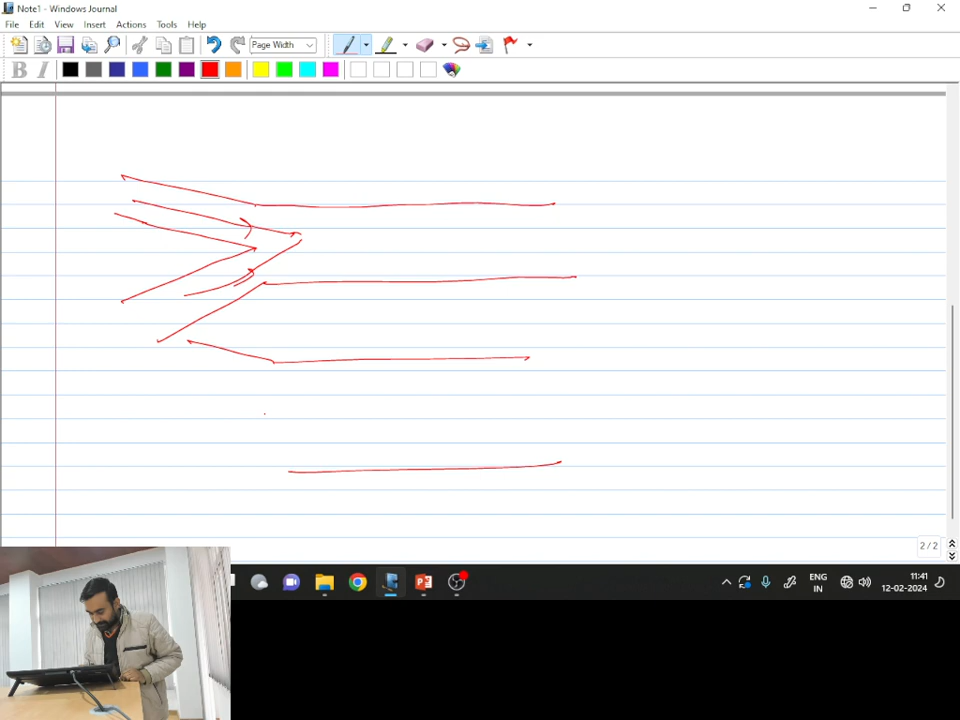 Note1 - Windows Journal
File Edit View Insert Actions Tools Help
Page Width
B I
2 / 2
ENG
IN
11:41
12-02-2024